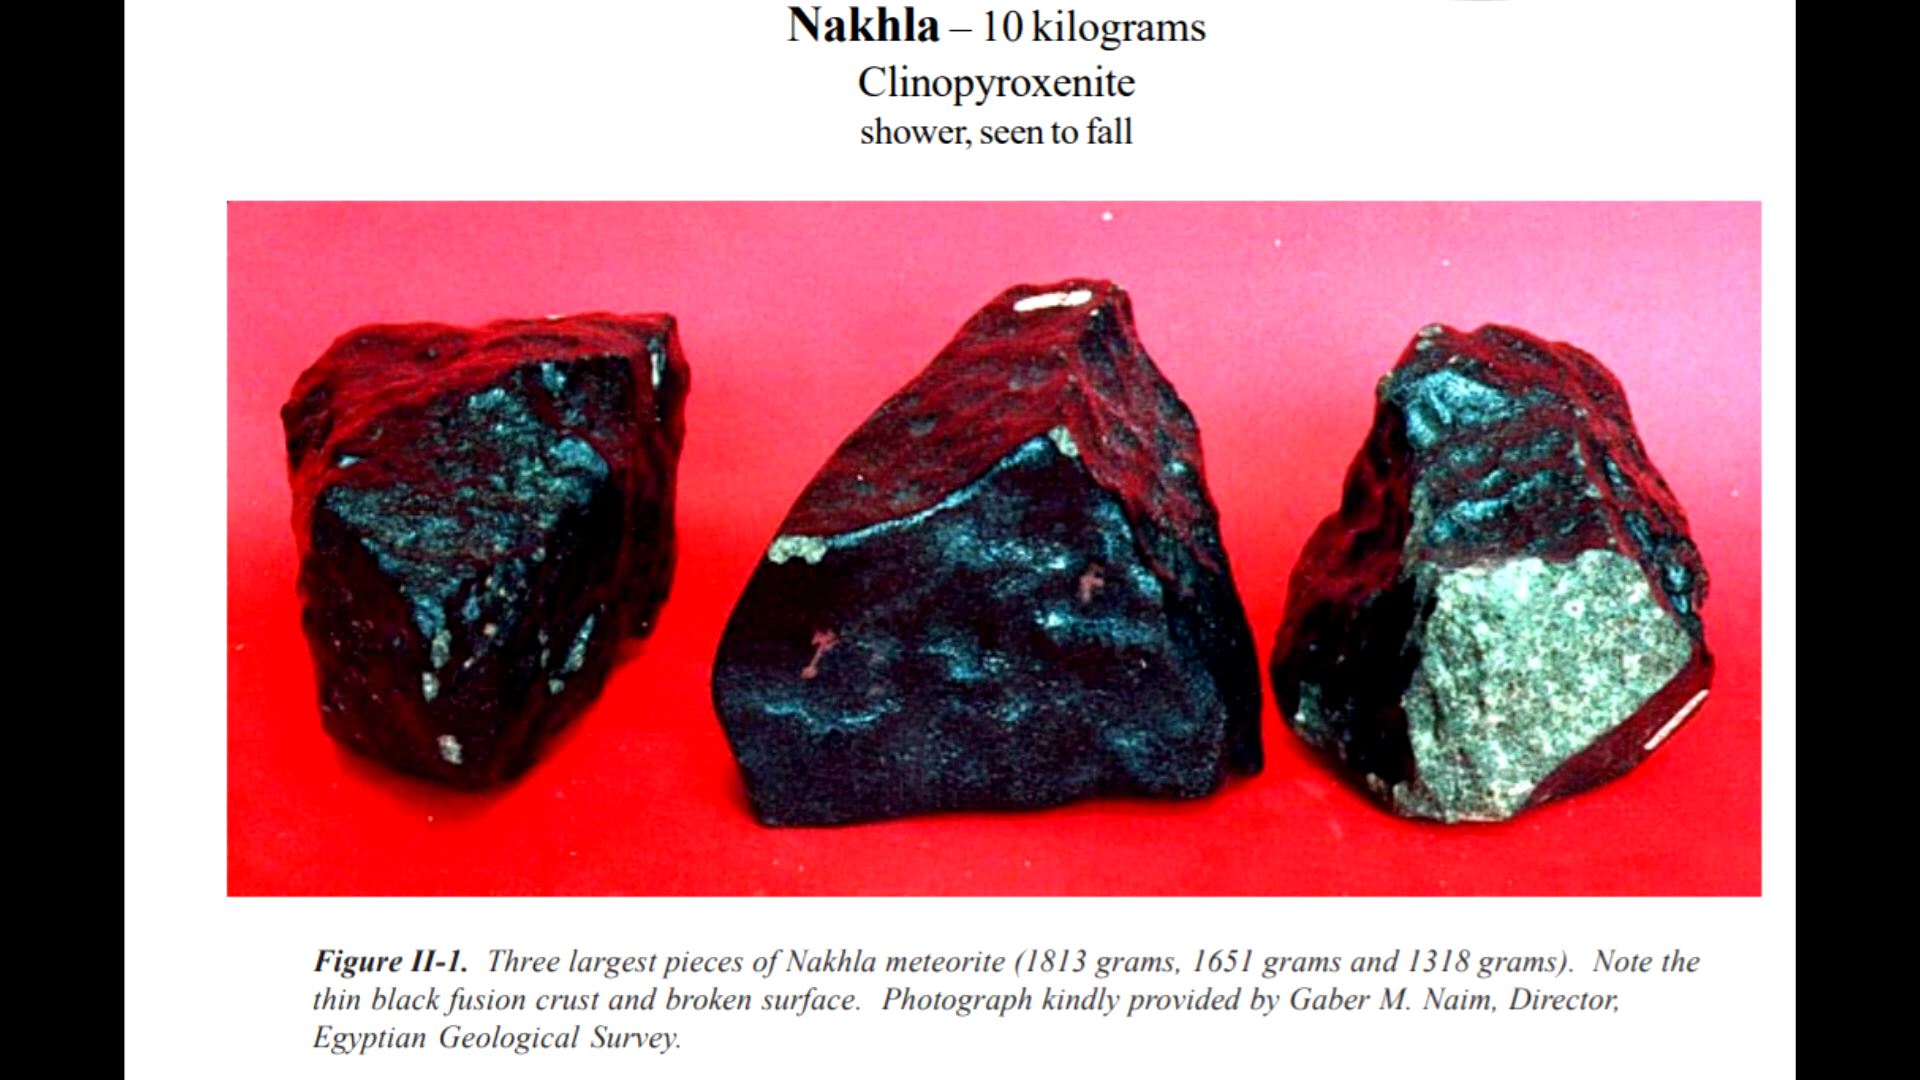 Nakhla – 10 kilograms
Clinopyroxenite
shower, seen to fall
Figure II-1. Three largest pieces of Nakhla meteorite (1813 grams, 1651 grams and 1318 grams). Note the
thin black fusion crust and broken surface. Photograph kindly provided by Gaber M. Naim, Director,
Egyptian Geological Survey.